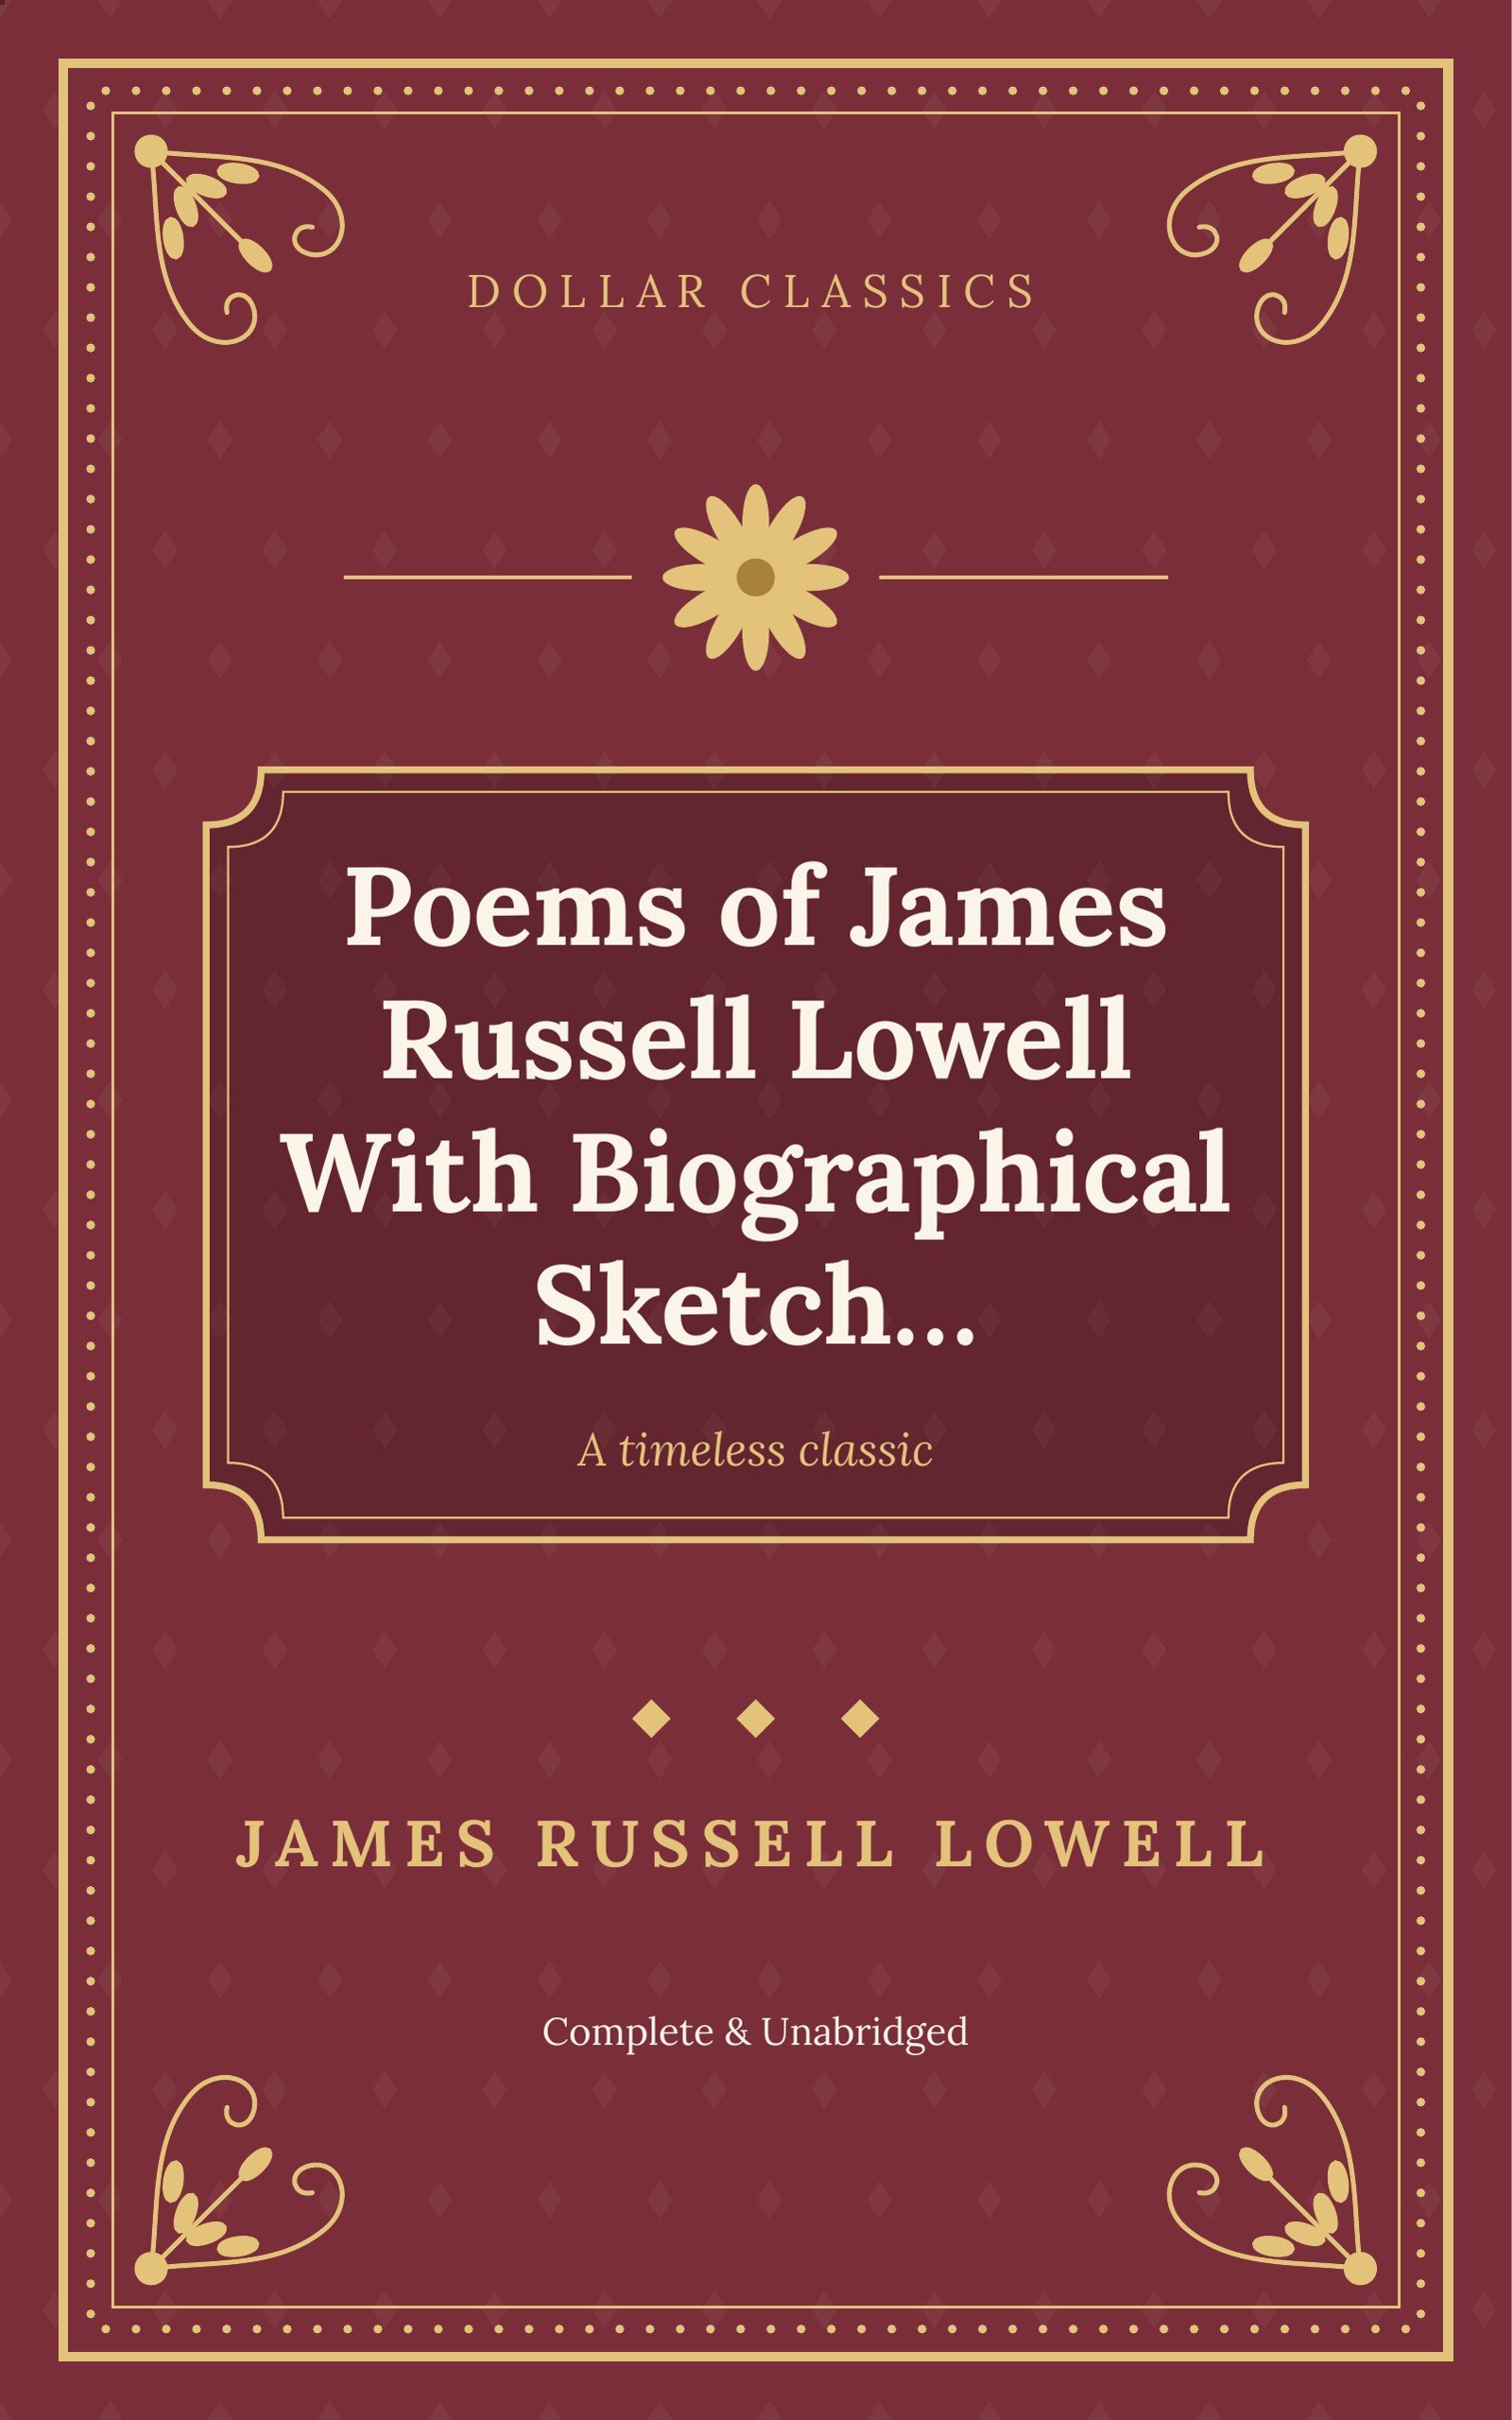 DOLLAR CLASSICS
Poems of James
Russell Lowell
With Biographical
Sketch...
A timeless classic
JAMES RUSSELL LOWELL
Complete & Unabridged